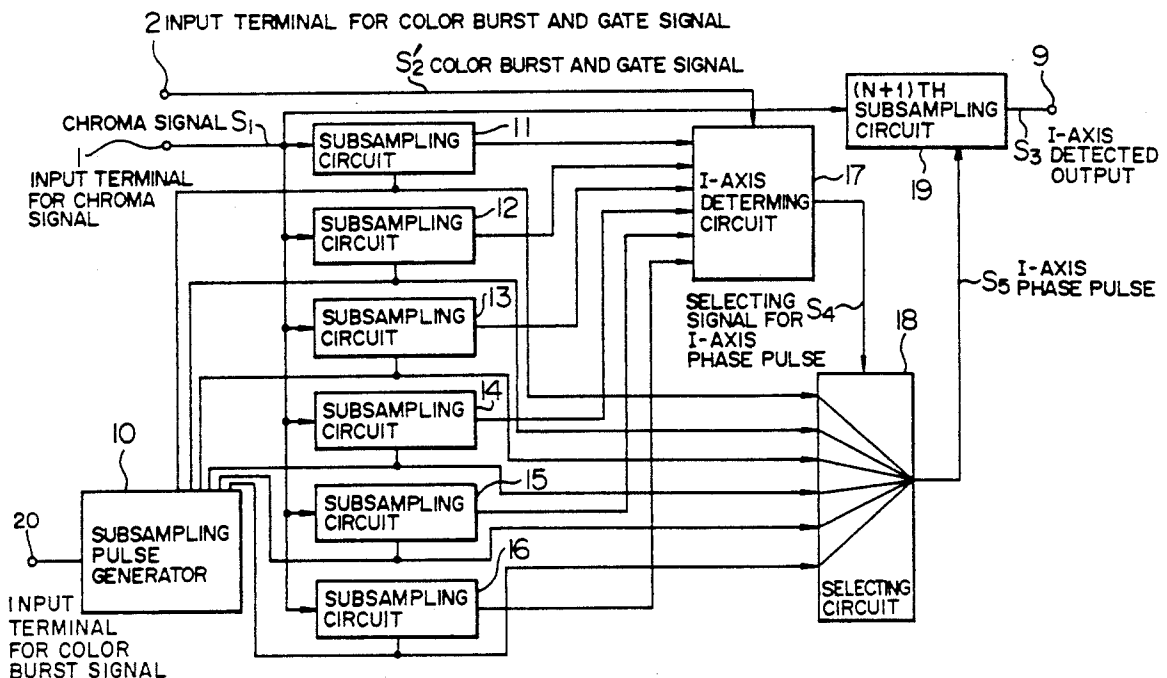 2 INPUT TERMINAL FOR COLOR BURST AND GATE SIGNAL
S2' COLOR BURST AND GATE SIGNAL
9
(N+1)TH
SUBSAMPLING
CIRCUIT
19
S3 I-AXIS
DETECTED
OUTPUT
CHROMA SIGNAL S1
1
INPUT TERMINAL
FOR CHROMA
SIGNAL
SUBSAMPLING
CIRCUIT
11
SUBSAMPLING
CIRCUIT
12
SUBSAMPLING
CIRCUIT
13
SUBSAMPLING
CIRCUIT
14
SUBSAMPLING
CIRCUIT
15
SUBSAMPLING
CIRCUIT
16
I-AXIS
DETERMING
CIRCUIT
17
SELECTING S4
SIGNAL FOR
I-AXIS
PHASE PULSE
S5 I-AXIS
PHASE PULSE
18
SELECTING
CIRCUIT
10
SUBSAMPLING
PULSE
GENERATOR
20
INPUT
TERMINAL
FOR COLOR
BURST SIGNAL